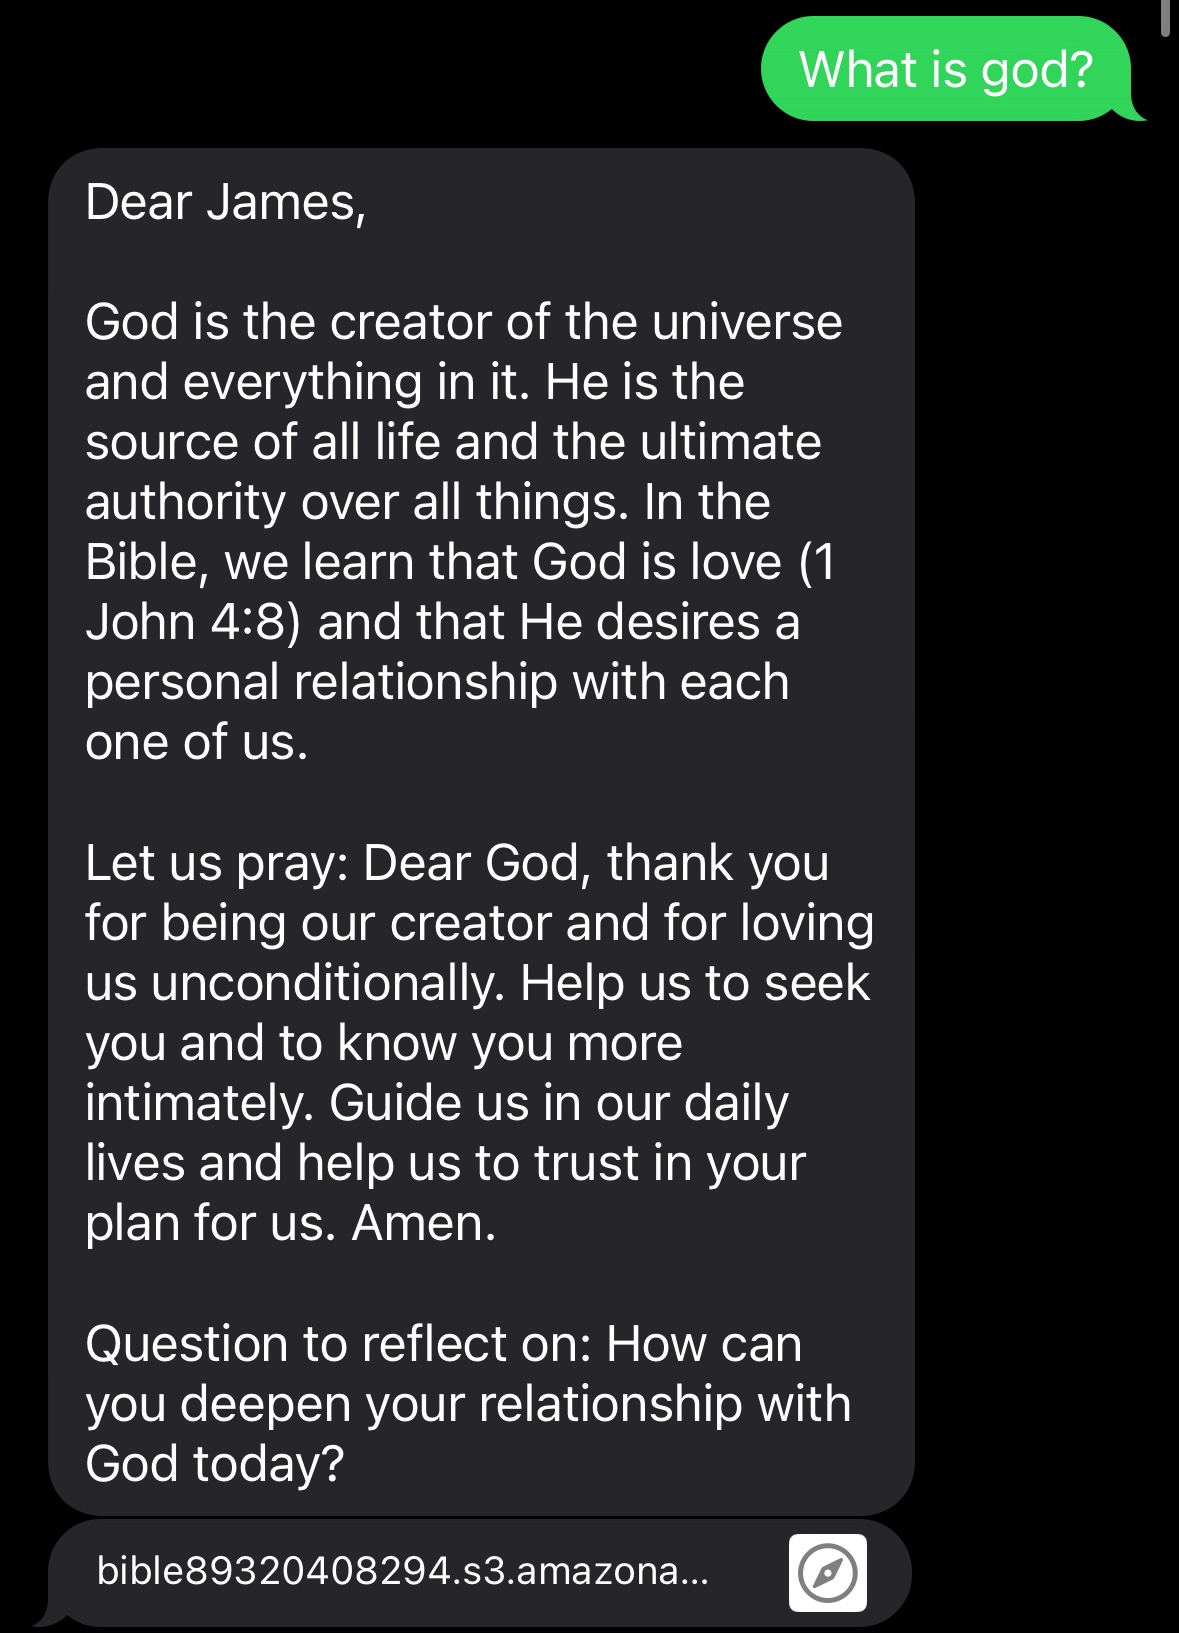 What is god?
Dear James,
God is the creator of the universe
and everything in it. He is the
source of all life and the ultimate
authority over all things. In the
Bible, we learn that God is love (1
John 4:8) and that He desires a
personal relationship with each
one of us.
Let us pray: Dear God, thank you
for being our creator and for loving
us unconditionally. Help us to seek
you and to know you more
intimately. Guide us in our daily
lives and help us to trust in your
plan for us. Amen.
Question to reflect on: How can
you deepen your relationship with
God today?
bible89320408294.s3.amazona...